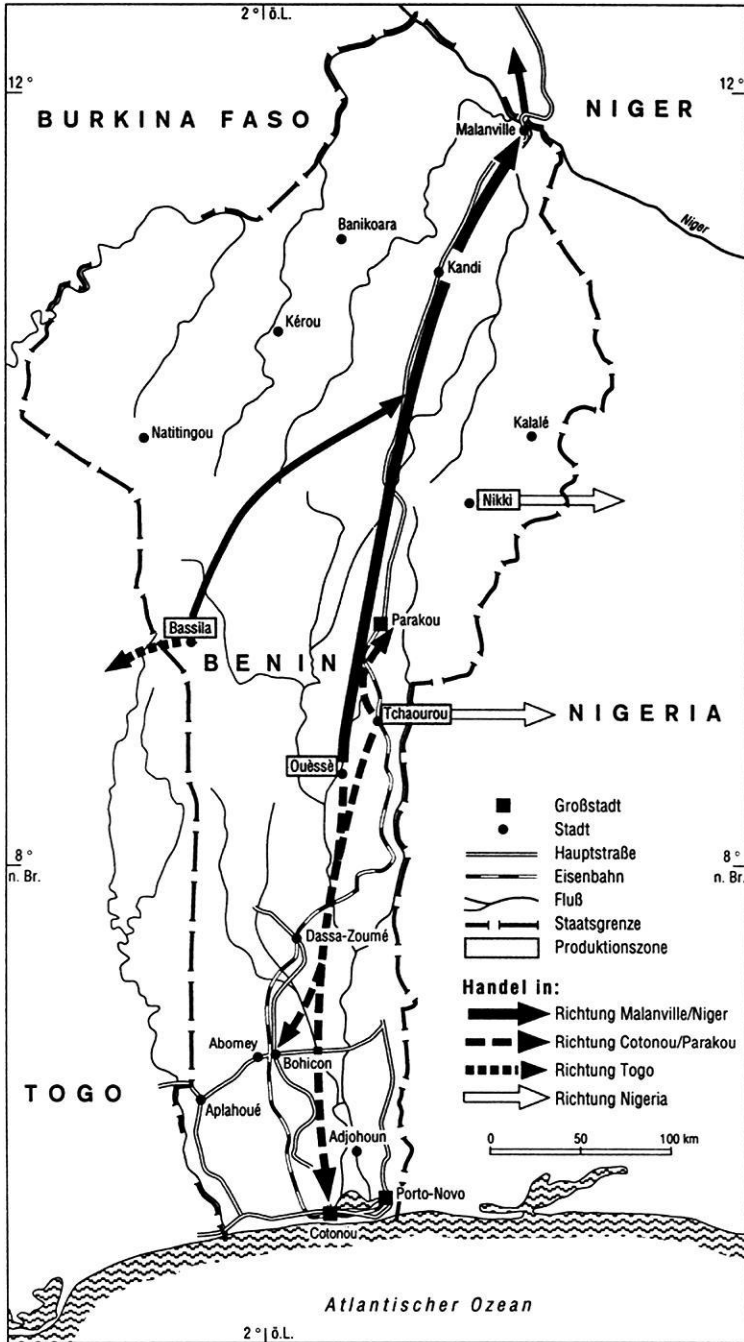 2° ö.L.
12°
12°
BURKINA FASO
NIGER
Malanville
Niger
Banikoara
Kandi
Kérou
Natitingou
Kalalé
Nikki
Parakou
Bassila
BENIN
Tchaourou
NIGERIA
Ouèssè
8°
n. Br.
8°
n. Br.
Großstadt
Stadt
Hauptstraße
Eisenbahn
Fluß
Staatsgrenze
Produktionszone
Handel in:
Richtung Malanville/Niger
Richtung Cotonou/Parakou
Richtung Togo
Richtung Nigeria
0 50 100 km
Dassa-Zoumé
Abomey
Bohicon
TOGO
Aplahoué
Adjohoun
Porto-Novo
Cotonou
Atlantischer Ozean
2° ö.L.